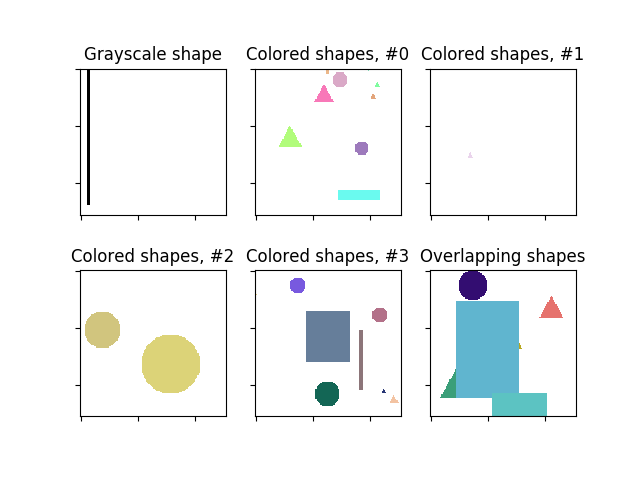 Grayscale shape
Colored shapes, #0
Colored shapes, #1
Colored shapes, #2
Colored shapes, #3
Overlapping shapes